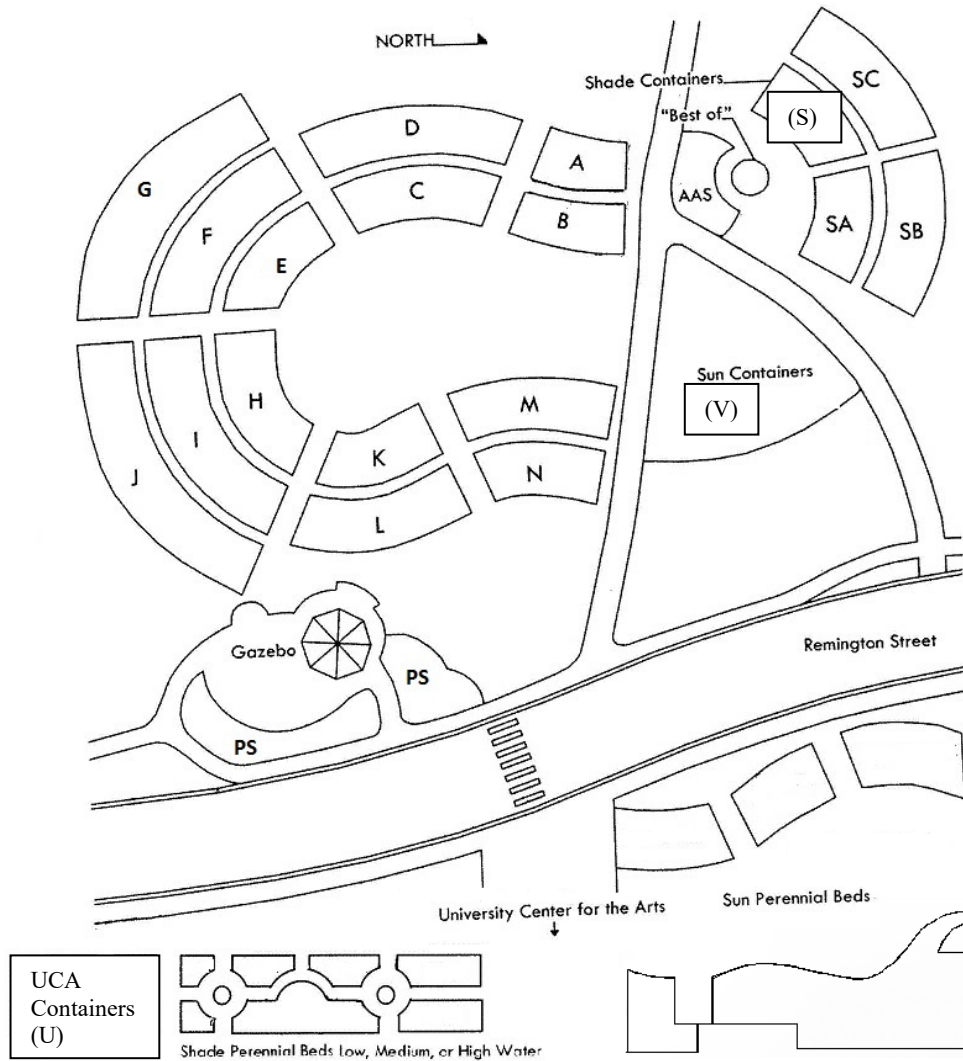 NORTH
Shade Containers
SC
(S)
"Best of"
D
A
G
C
AAS
F
B
SA
SB
E
Sun Containers
M
(V)
H
K
I
N
J
L
Gazebo
Remington Street
PS
PS
Sun Perennial Beds
University Center for the Arts
UCA
Containers
(U)
Shade Perennial Beds Low, Medium, or High Water